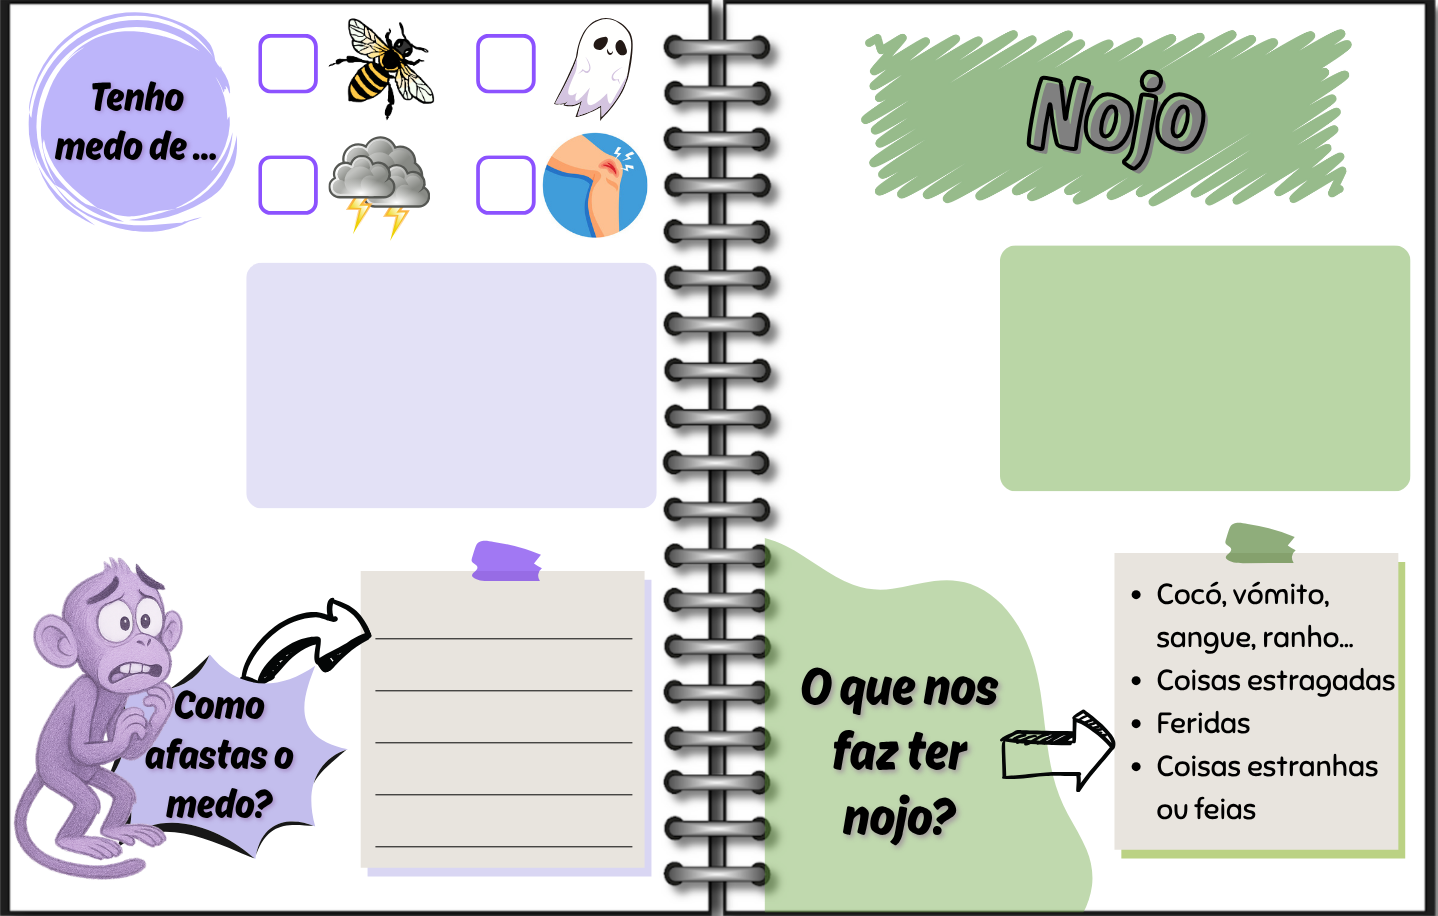 Tenho
medo de ...
Como
afastas o
medo?
Nojo
O que nos
faz ter
nojo?
• Cocó, vómito,
sangue, ranho...
• Coisas estragadas
• Feridas
• Coisas estranhas
ou feias